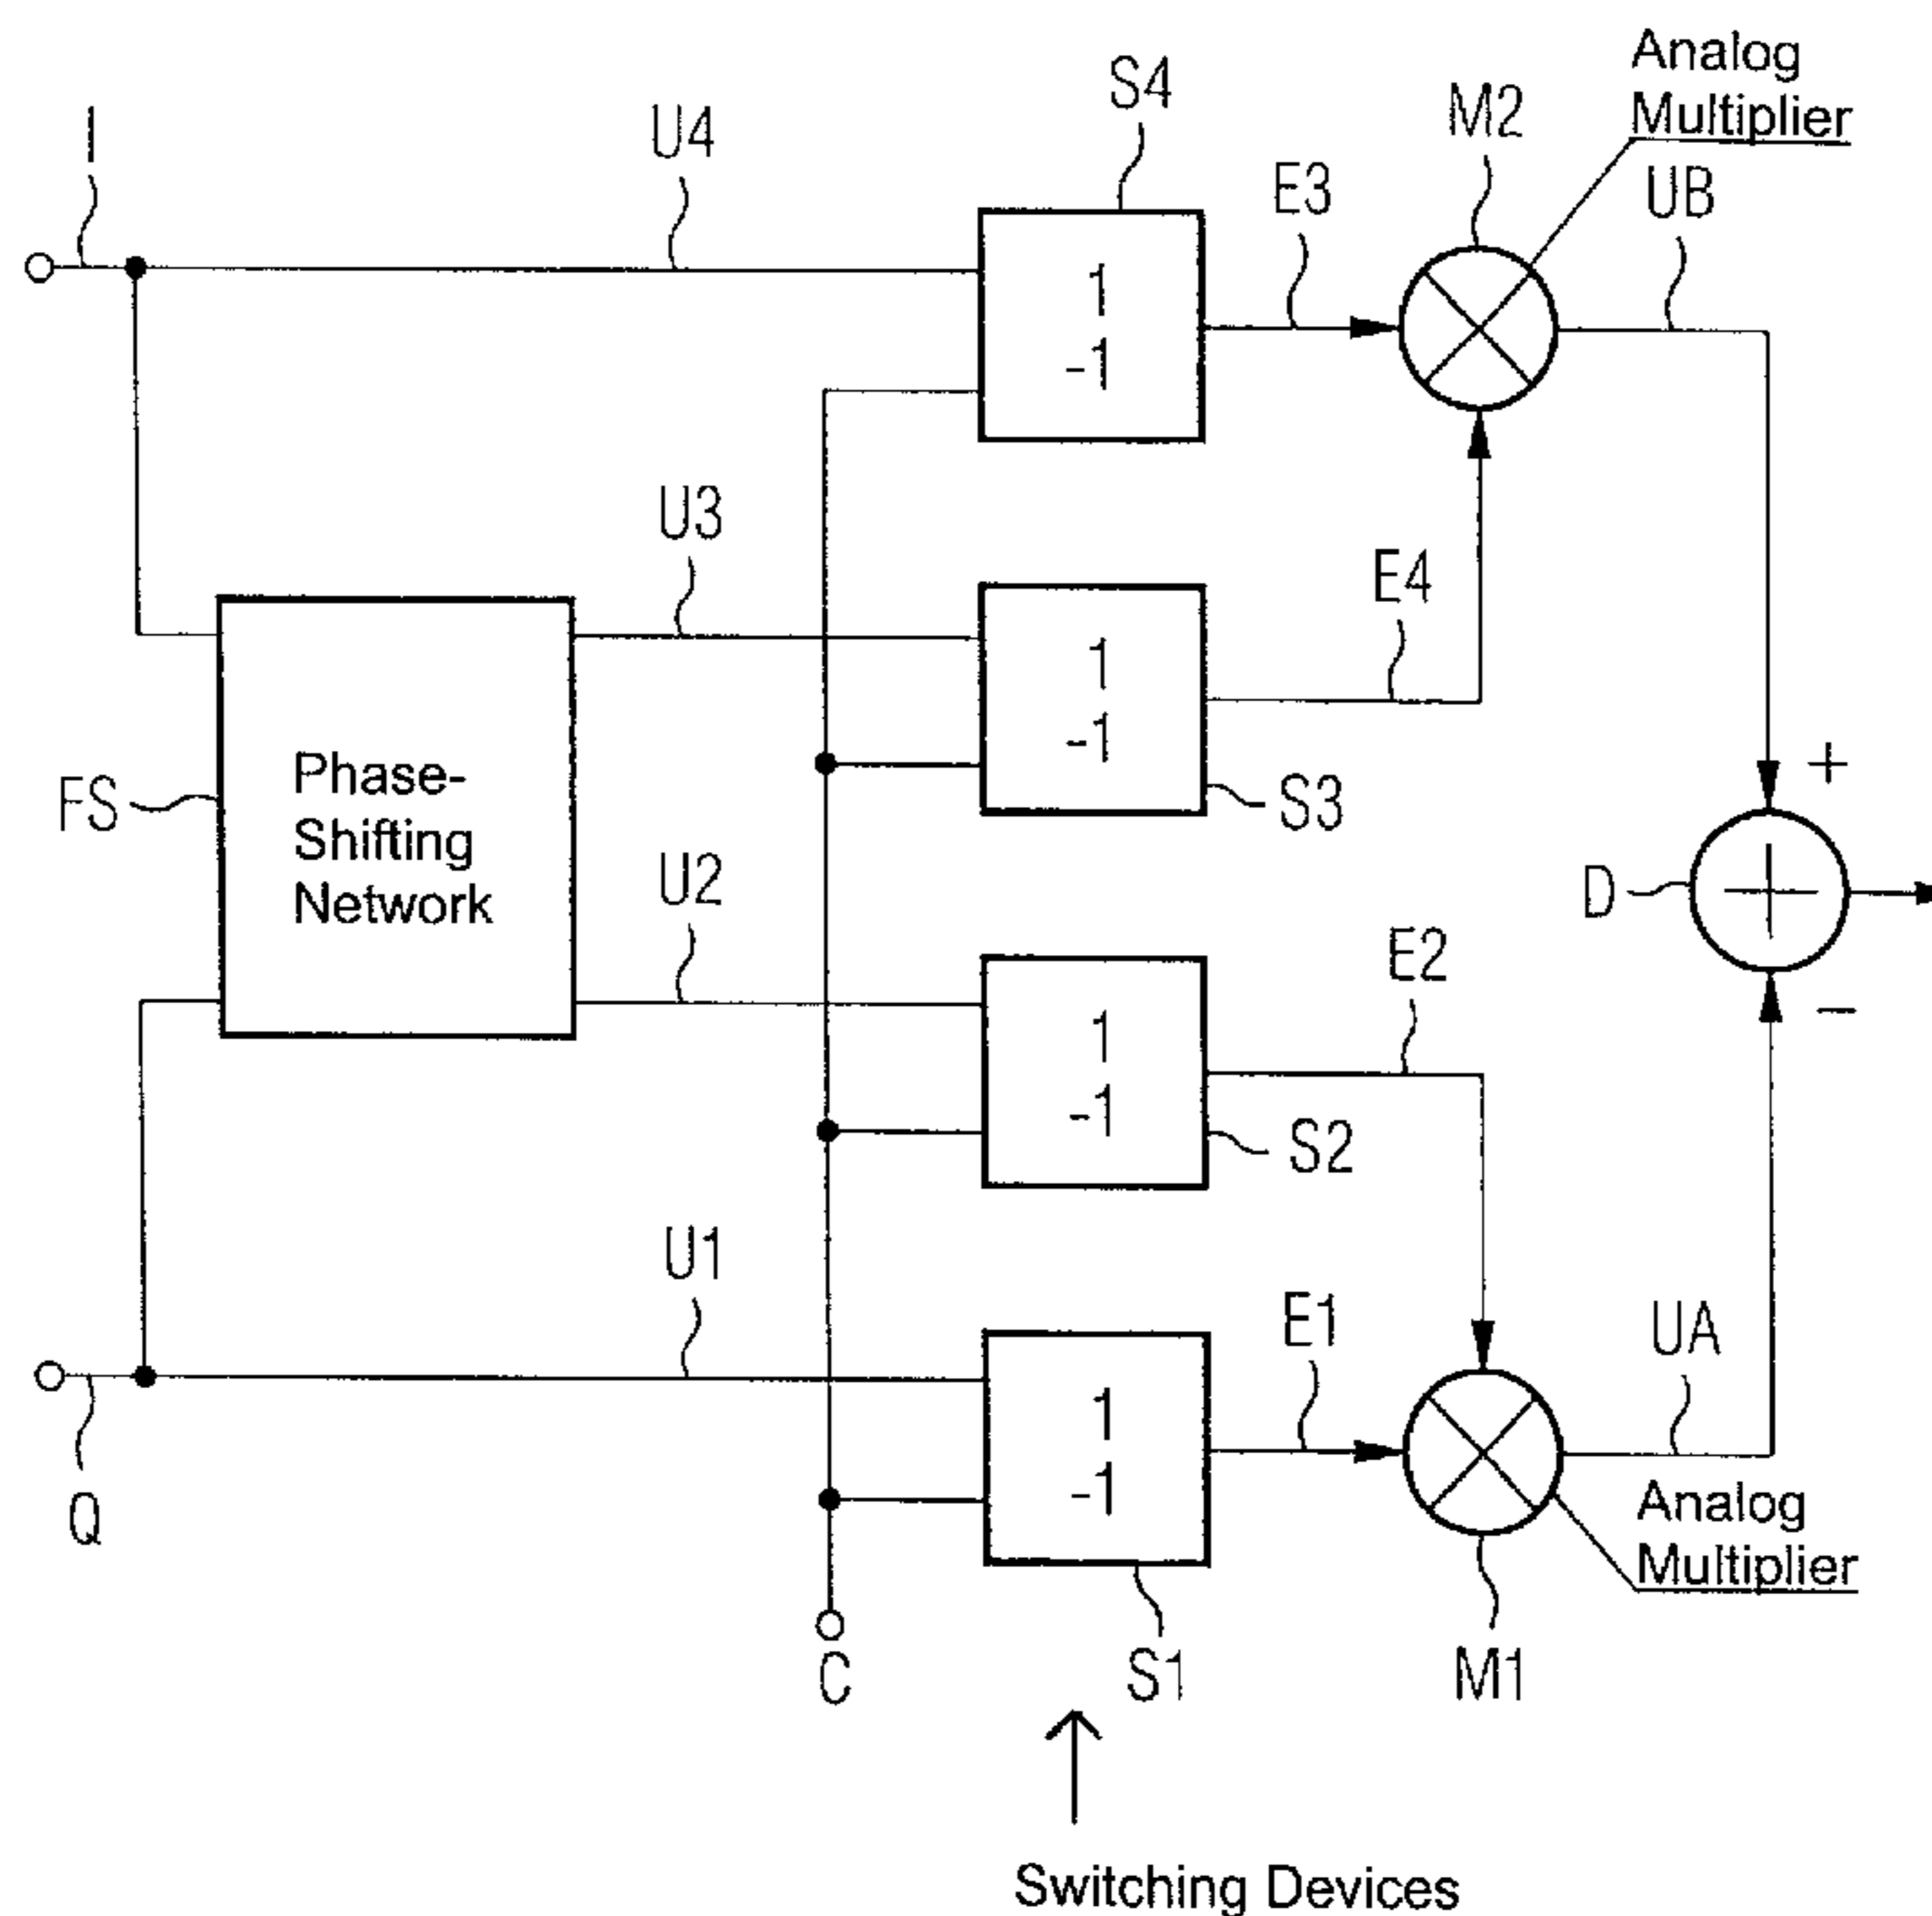 Analog
Multiplier
I
U4
S4
M2
E3
UB
1
-1
U3
E4
1
-1
S3
+
FS
Phase-
Shifting
Network
U2
D
E2
1
-1
S2
−
U1
E1
UA
1
-1
Q
Analog
Multiplier
C
S1
M1
Switching Devices